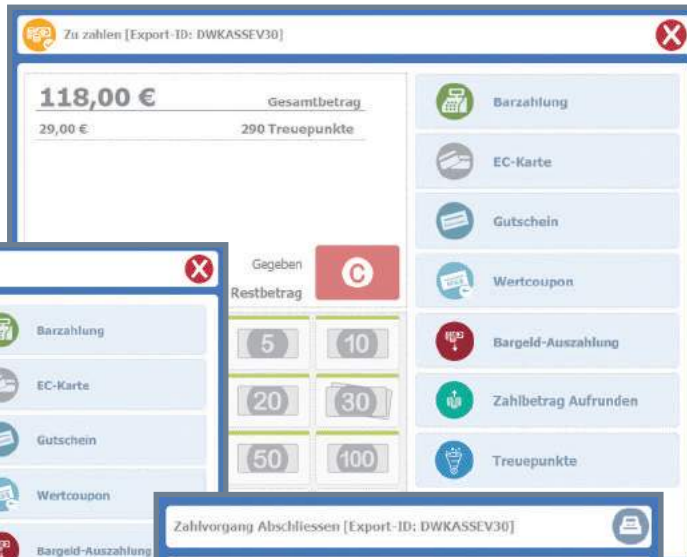 Zu zahlen [Export-ID: DWKASSEV30]
118,00 €
Gesamtbetrag
29,00 €
290 Treuepunkte
Gegeben
Restbetrag
C
5
10
20
30
50
100
Barzahlung
EC-Karte
Gutschein
Wertcoupon
Bargeld-Auszahlung
Zahlbetrag Aufrunden
Treuepunkte
Barzahlung
EC-Karte
Gutschein
Wertcoupon
Bargeld-Auszahlung
Zahlvorgang Abschliessen [Export-ID: DWKASSEV30]